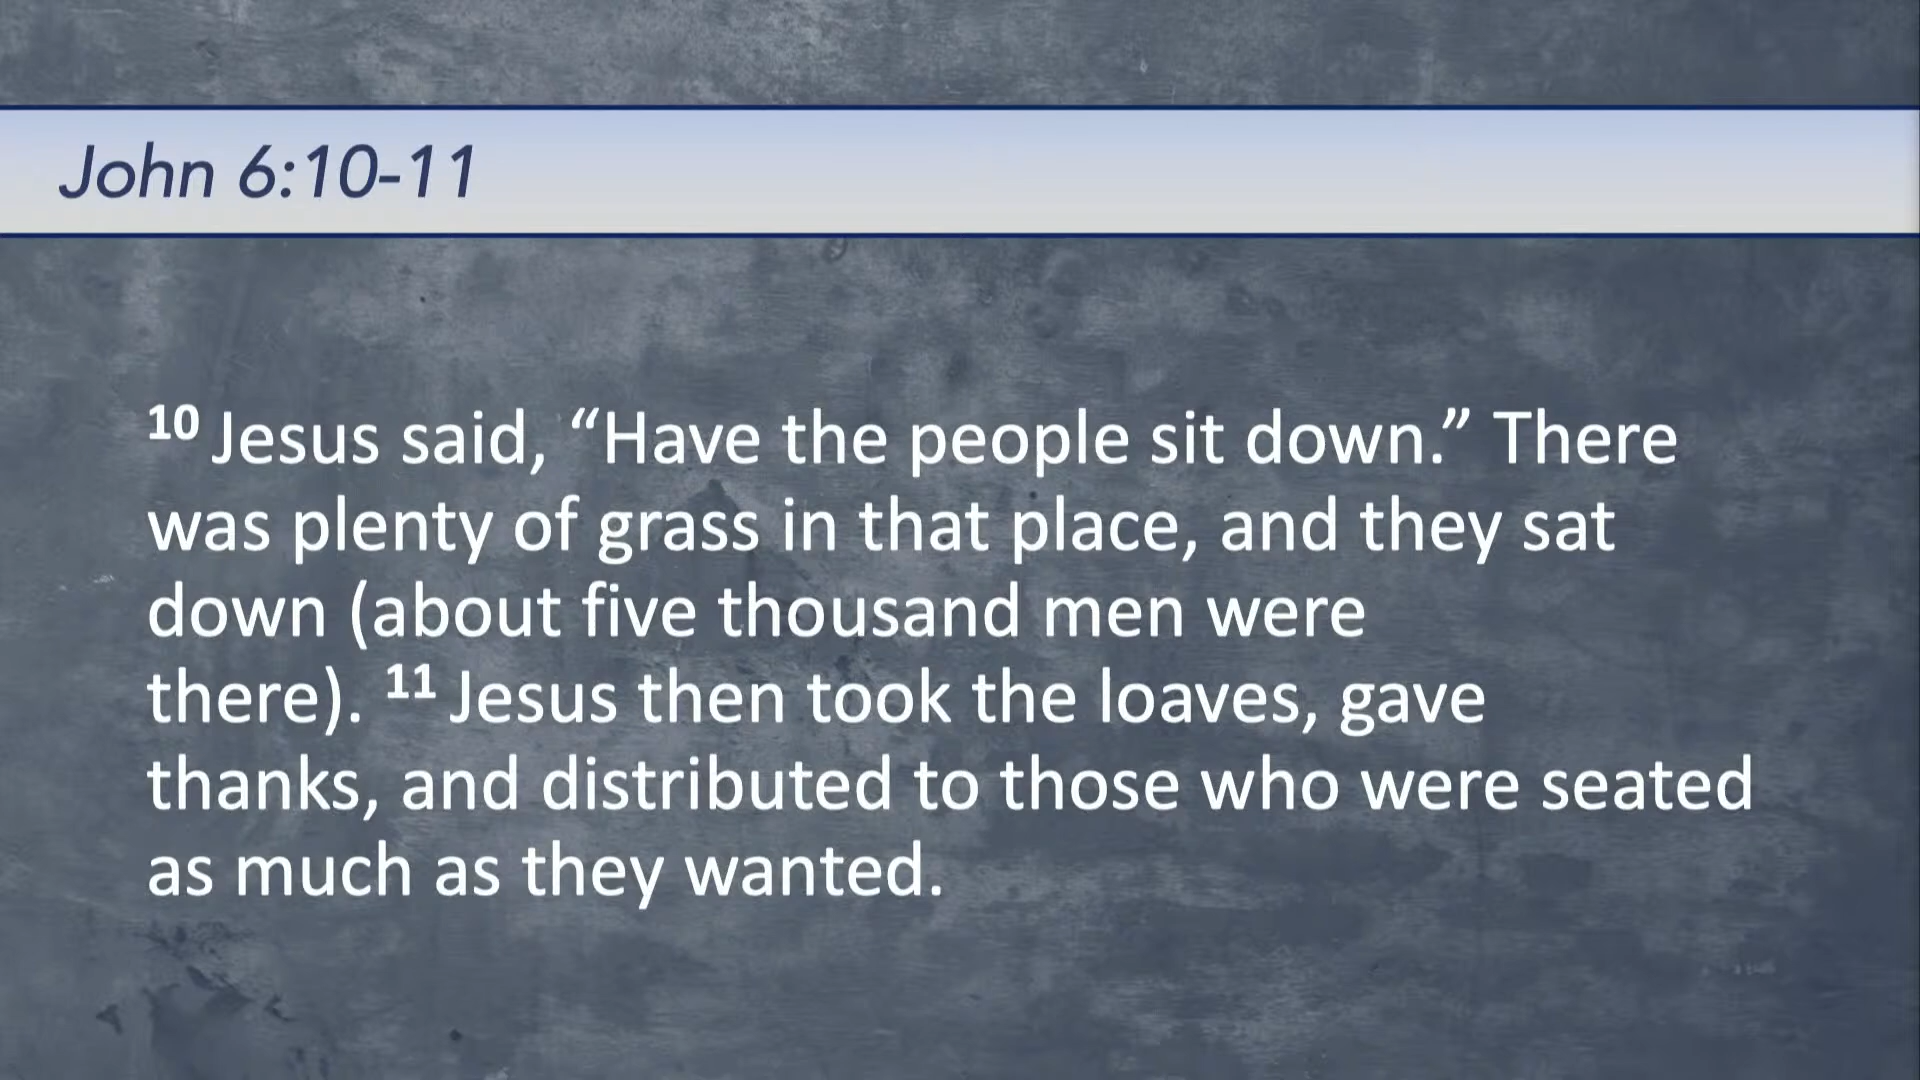 John 6:10-11
10 Jesus said, “Have the people sit down.” There
was plenty of grass in that place, and they sat
down (about five thousand men were
there). 11 Jesus then took the loaves, gave
thanks, and distributed to those who were seated
as much as they wanted.